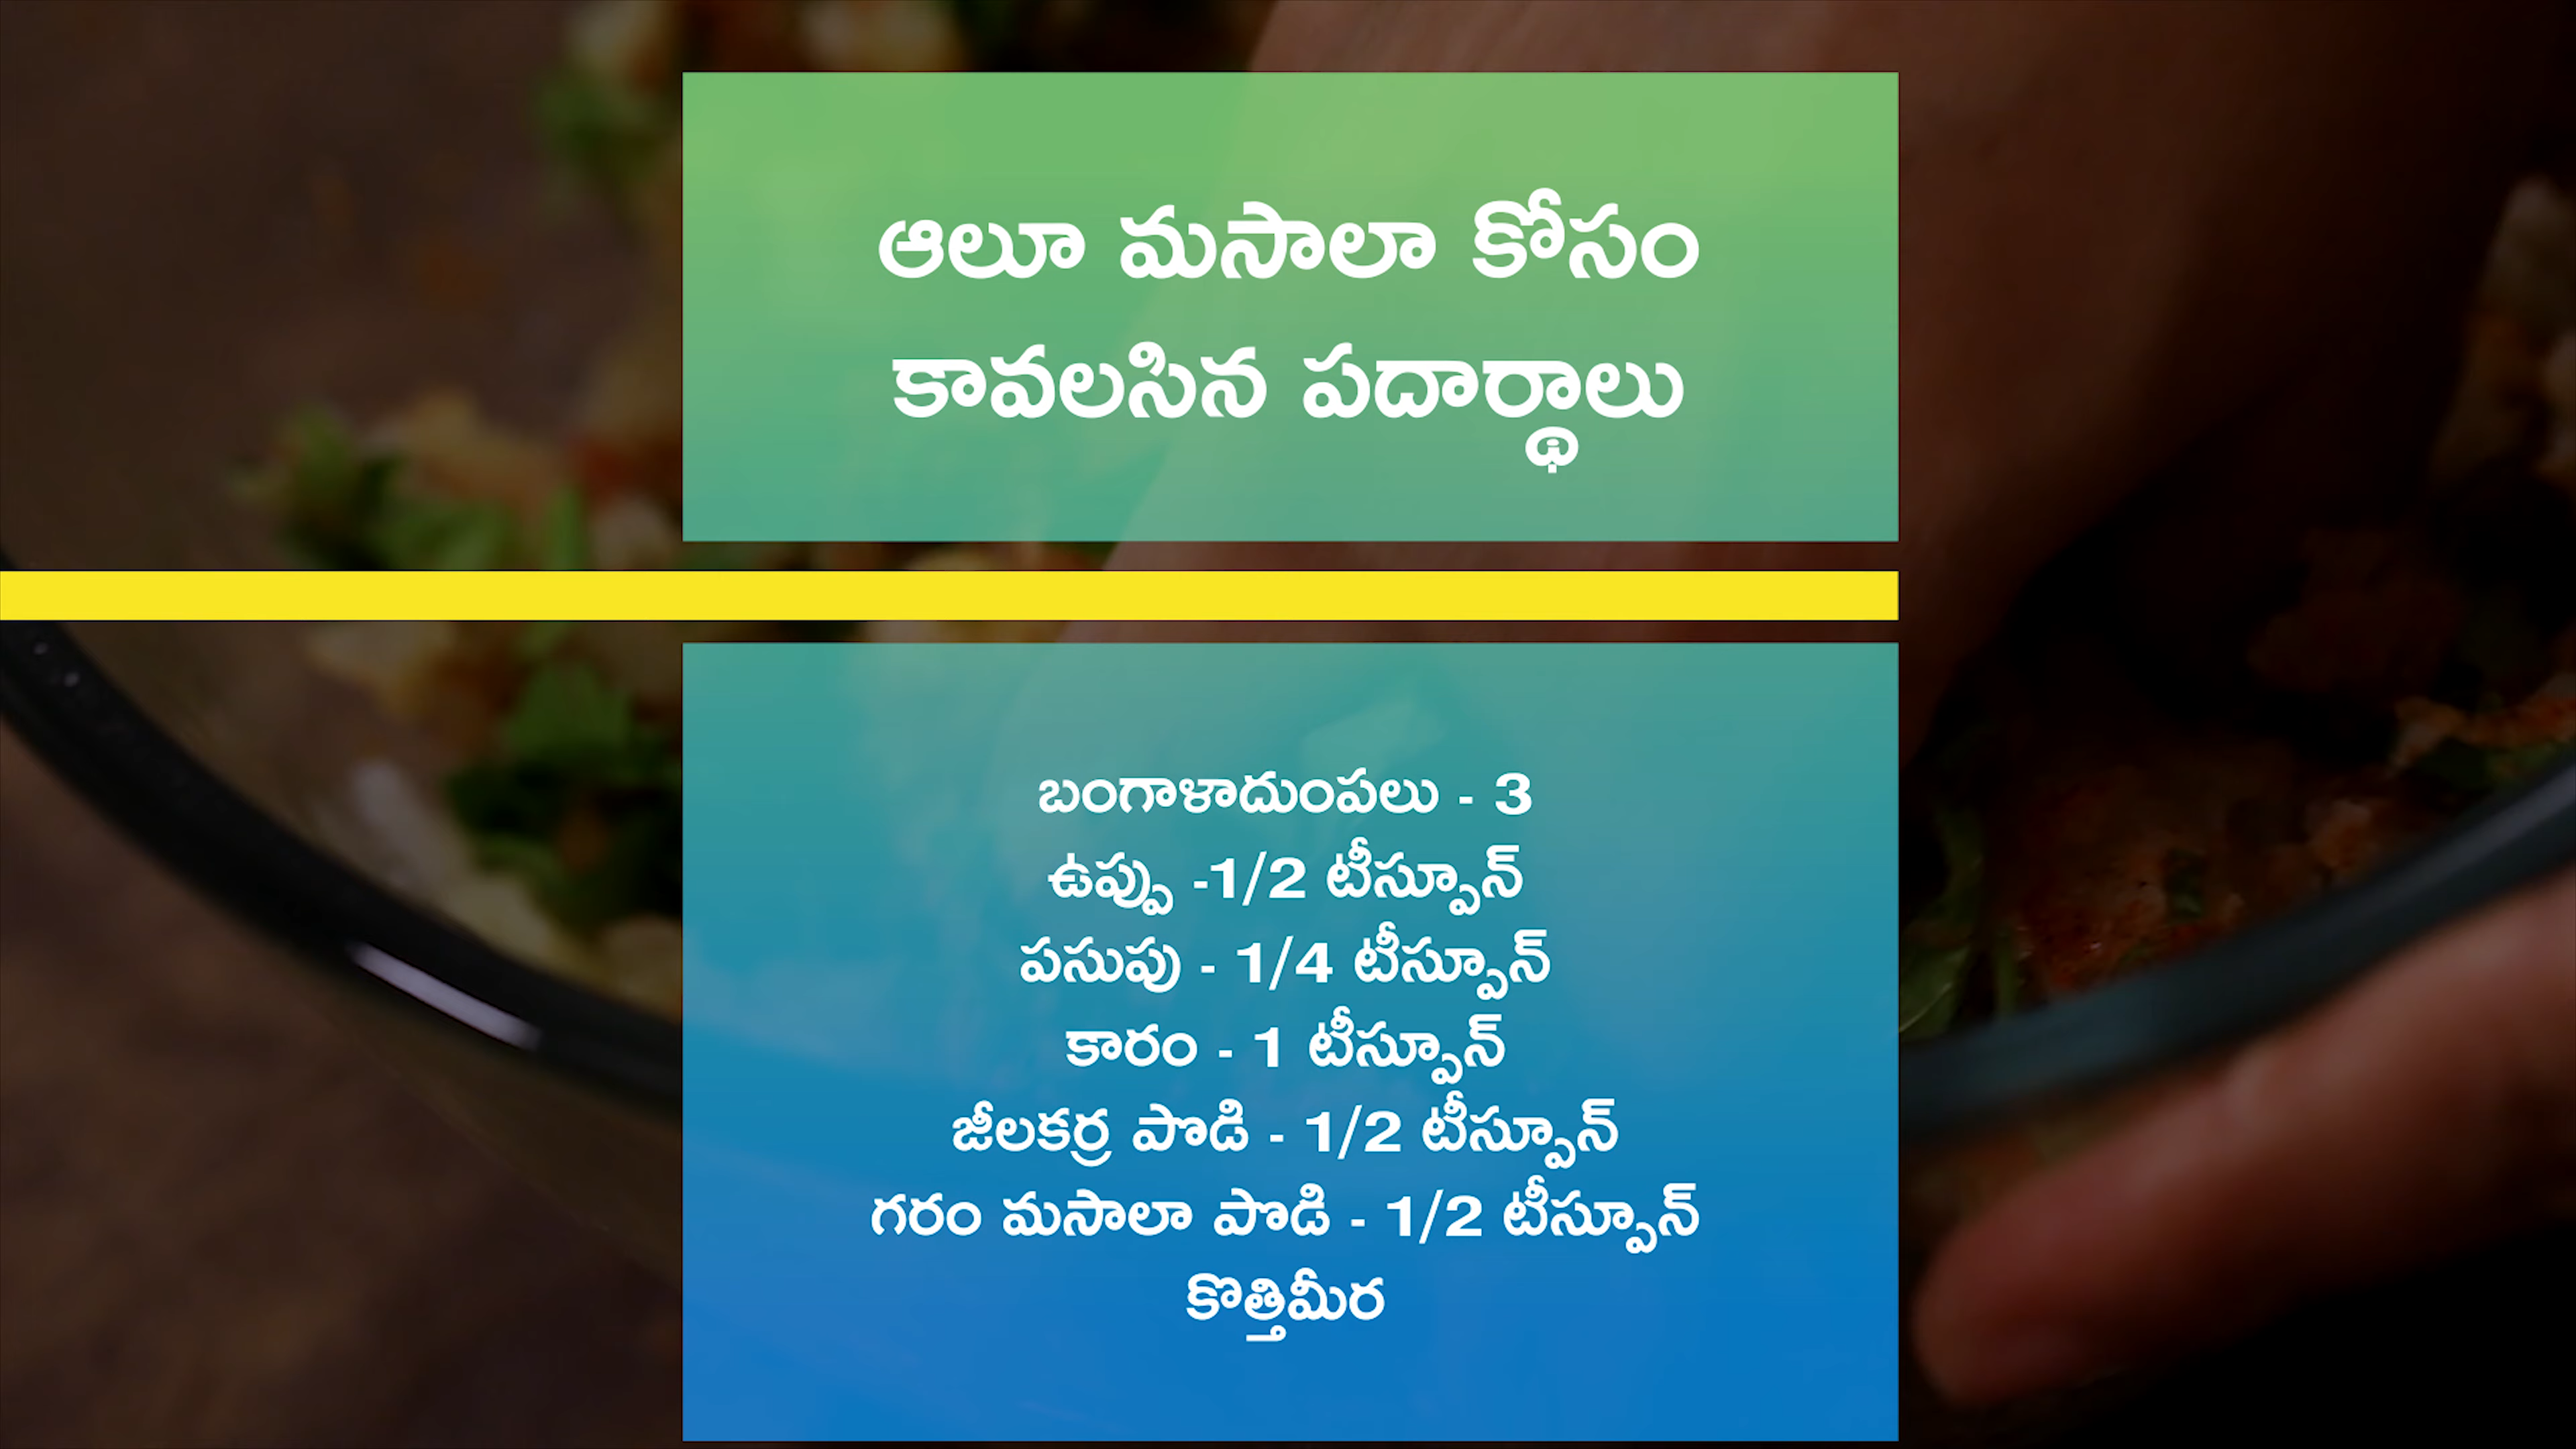 ఆలూ మసాలా కోసం
కావలసిన పదార్థాలు
బంగాళాదుంపలు - 3
ఉప్పు -1/2 టీస్పూన్
పసుపు - 1/4 టీస్పూన్
కారం - 1 టీస్పూన్
జీలకర్ర పొడి - 1/2 టీస్పూన్
గరం మసాలా పొడి - 1/2 టీస్పూన్
కొత్తిమీర